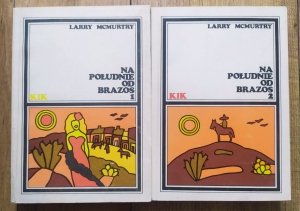 LARRY MCMURTRY
NA
POŁUDNIE
OD
BRAZOS
1
KIK
LARRY MCMURTRY
NA
POŁUDNIE
OD
BRAZOS
2
KIK